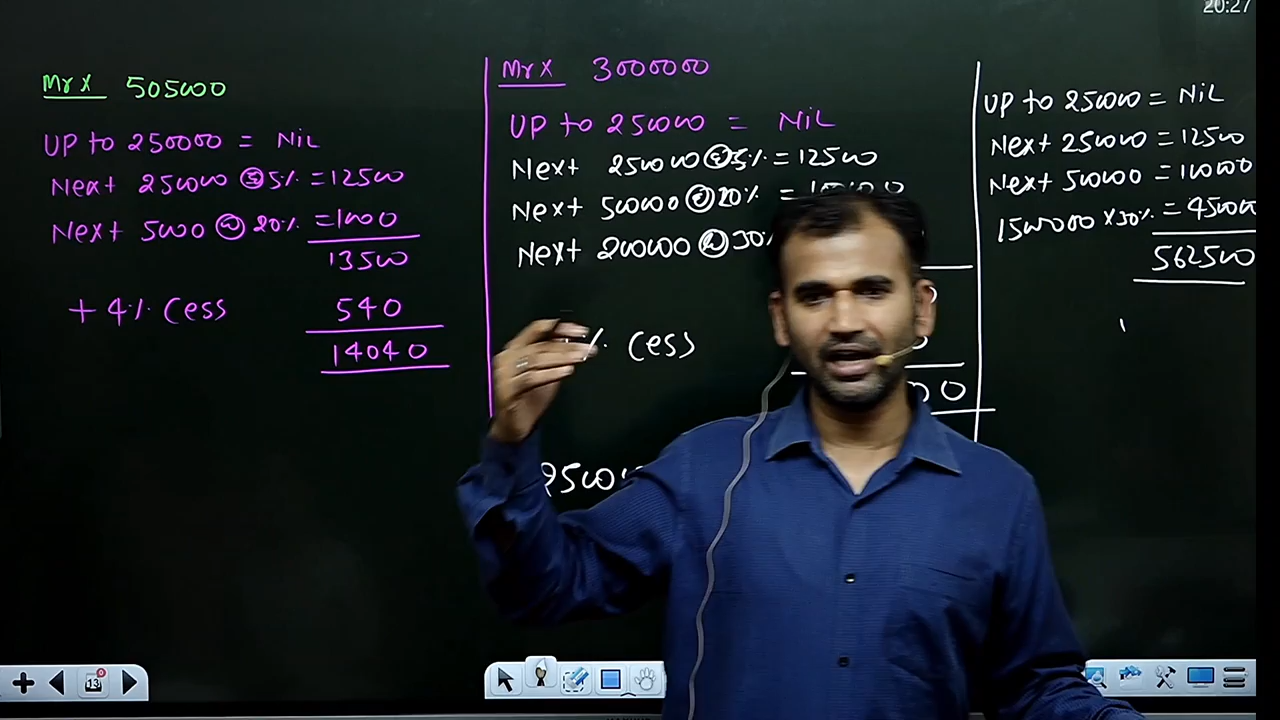 20:27
Mr X 505000
UP to 250000 = Nil
Next 250000 @ 5% = 12500
Next 5000 @ 20% = 1000
13500
+ 4% Cess 540
14040
Mr X 3000000
UP to 250000 = Nil
Next 250000 @ 5% = 12500
Next 500000 @ 20% =
Next 2000000 @ 30%
% Cess
UP to 250000 = Nil
Next 250000 = 12500
Next 500000 = 100000
1500000 x 30% = 450000
562500
13